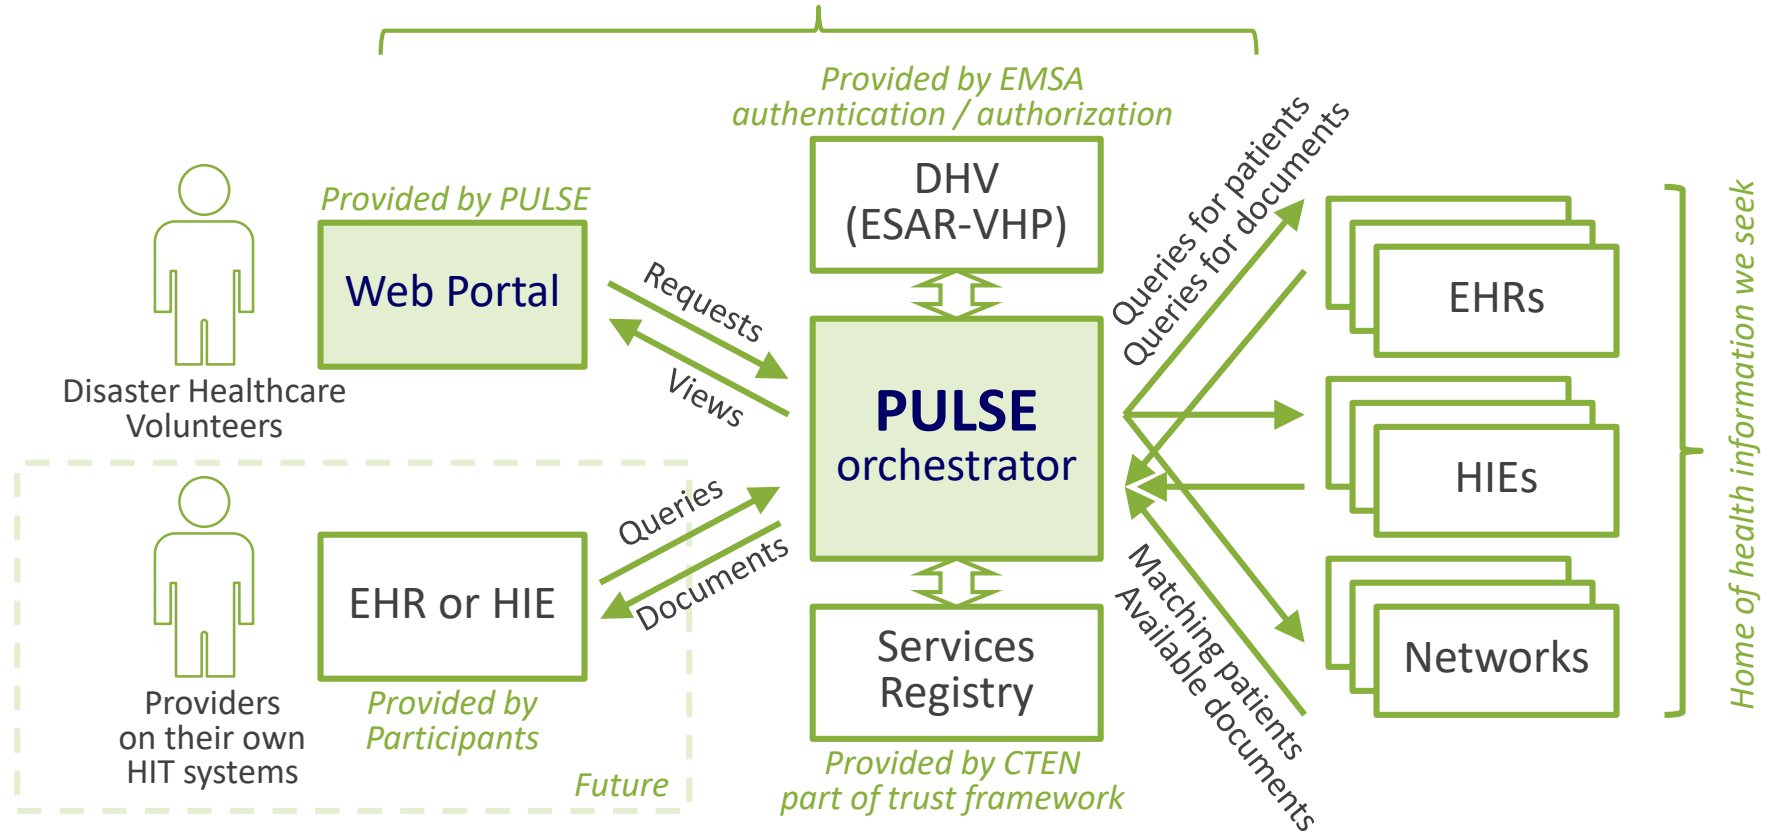 Provided by EMSA
authentication / authorization
DHV
(ESAR-VHP)
Provided by PULSE
Web Portal
Disaster Healthcare
Volunteers
Requests
Views
PULSE
orchestrator
Queries for patients
Queries for documents
EHRs
HIEs
Networks
Home of health information we seek
Matching patients
Available documents
Queries
Documents
EHR or HIE
Provided by
Participants
Providers
on their own
HIT systems
Future
Services
Registry
Provided by CTEN
part of trust framework